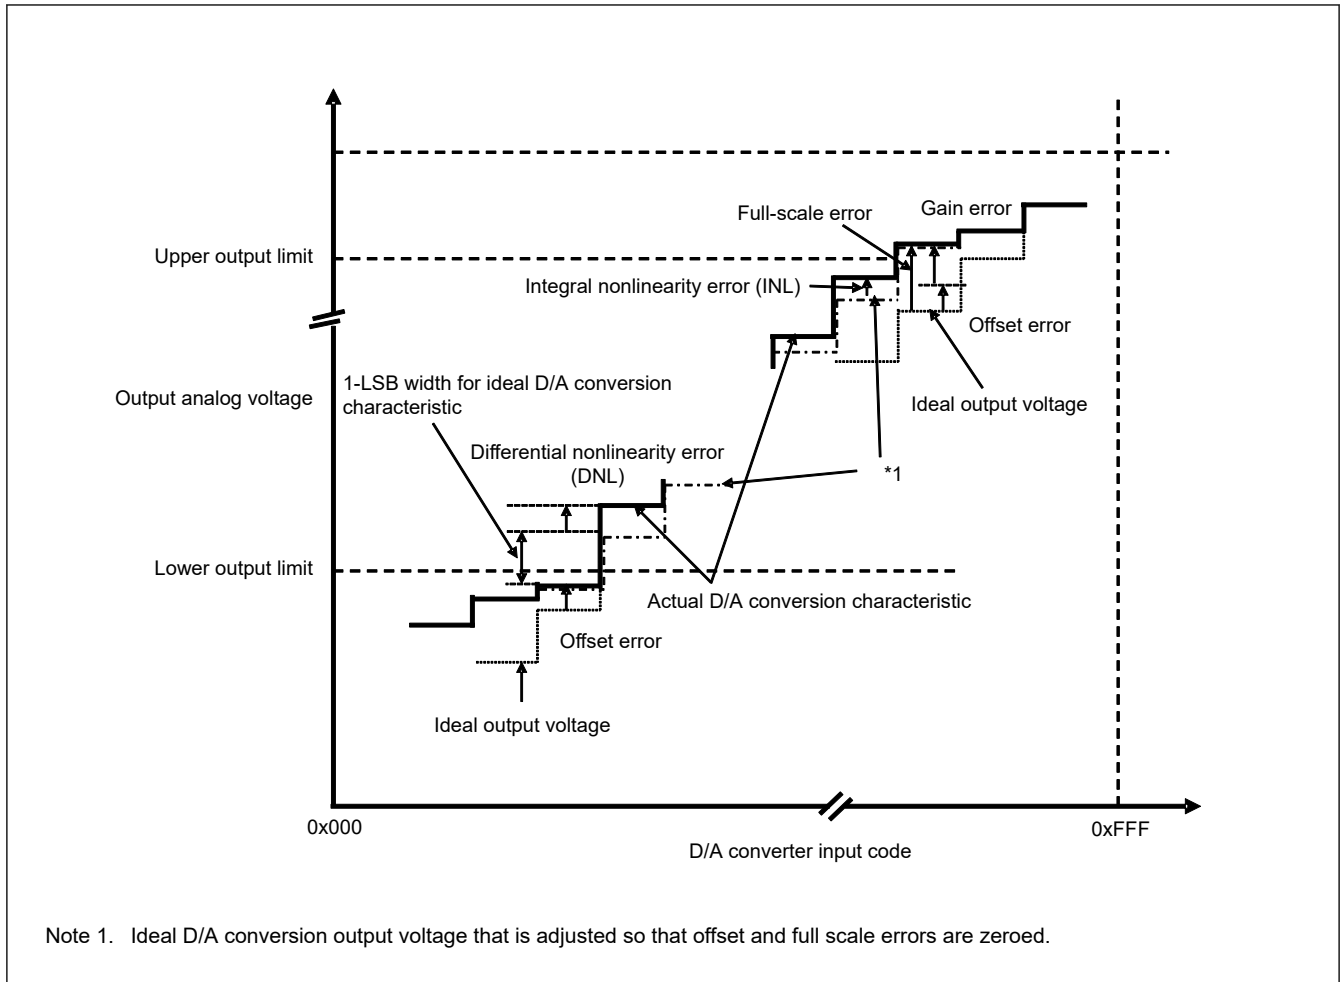 Full-scale error
Gain error
Upper output limit
Integral nonlinearity error (INL)
Offset error
1-LSB width for ideal D/A conversion
characteristic
Output analog voltage
Ideal output voltage
Differential nonlinearity error
(DNL)
*1
Lower output limit
Actual D/A conversion characteristic
Offset error
Ideal output voltage
0x000
0xFFF
D/A converter input code
Note 1. Ideal D/A conversion output voltage that is adjusted so that offset and full scale errors are zeroed.